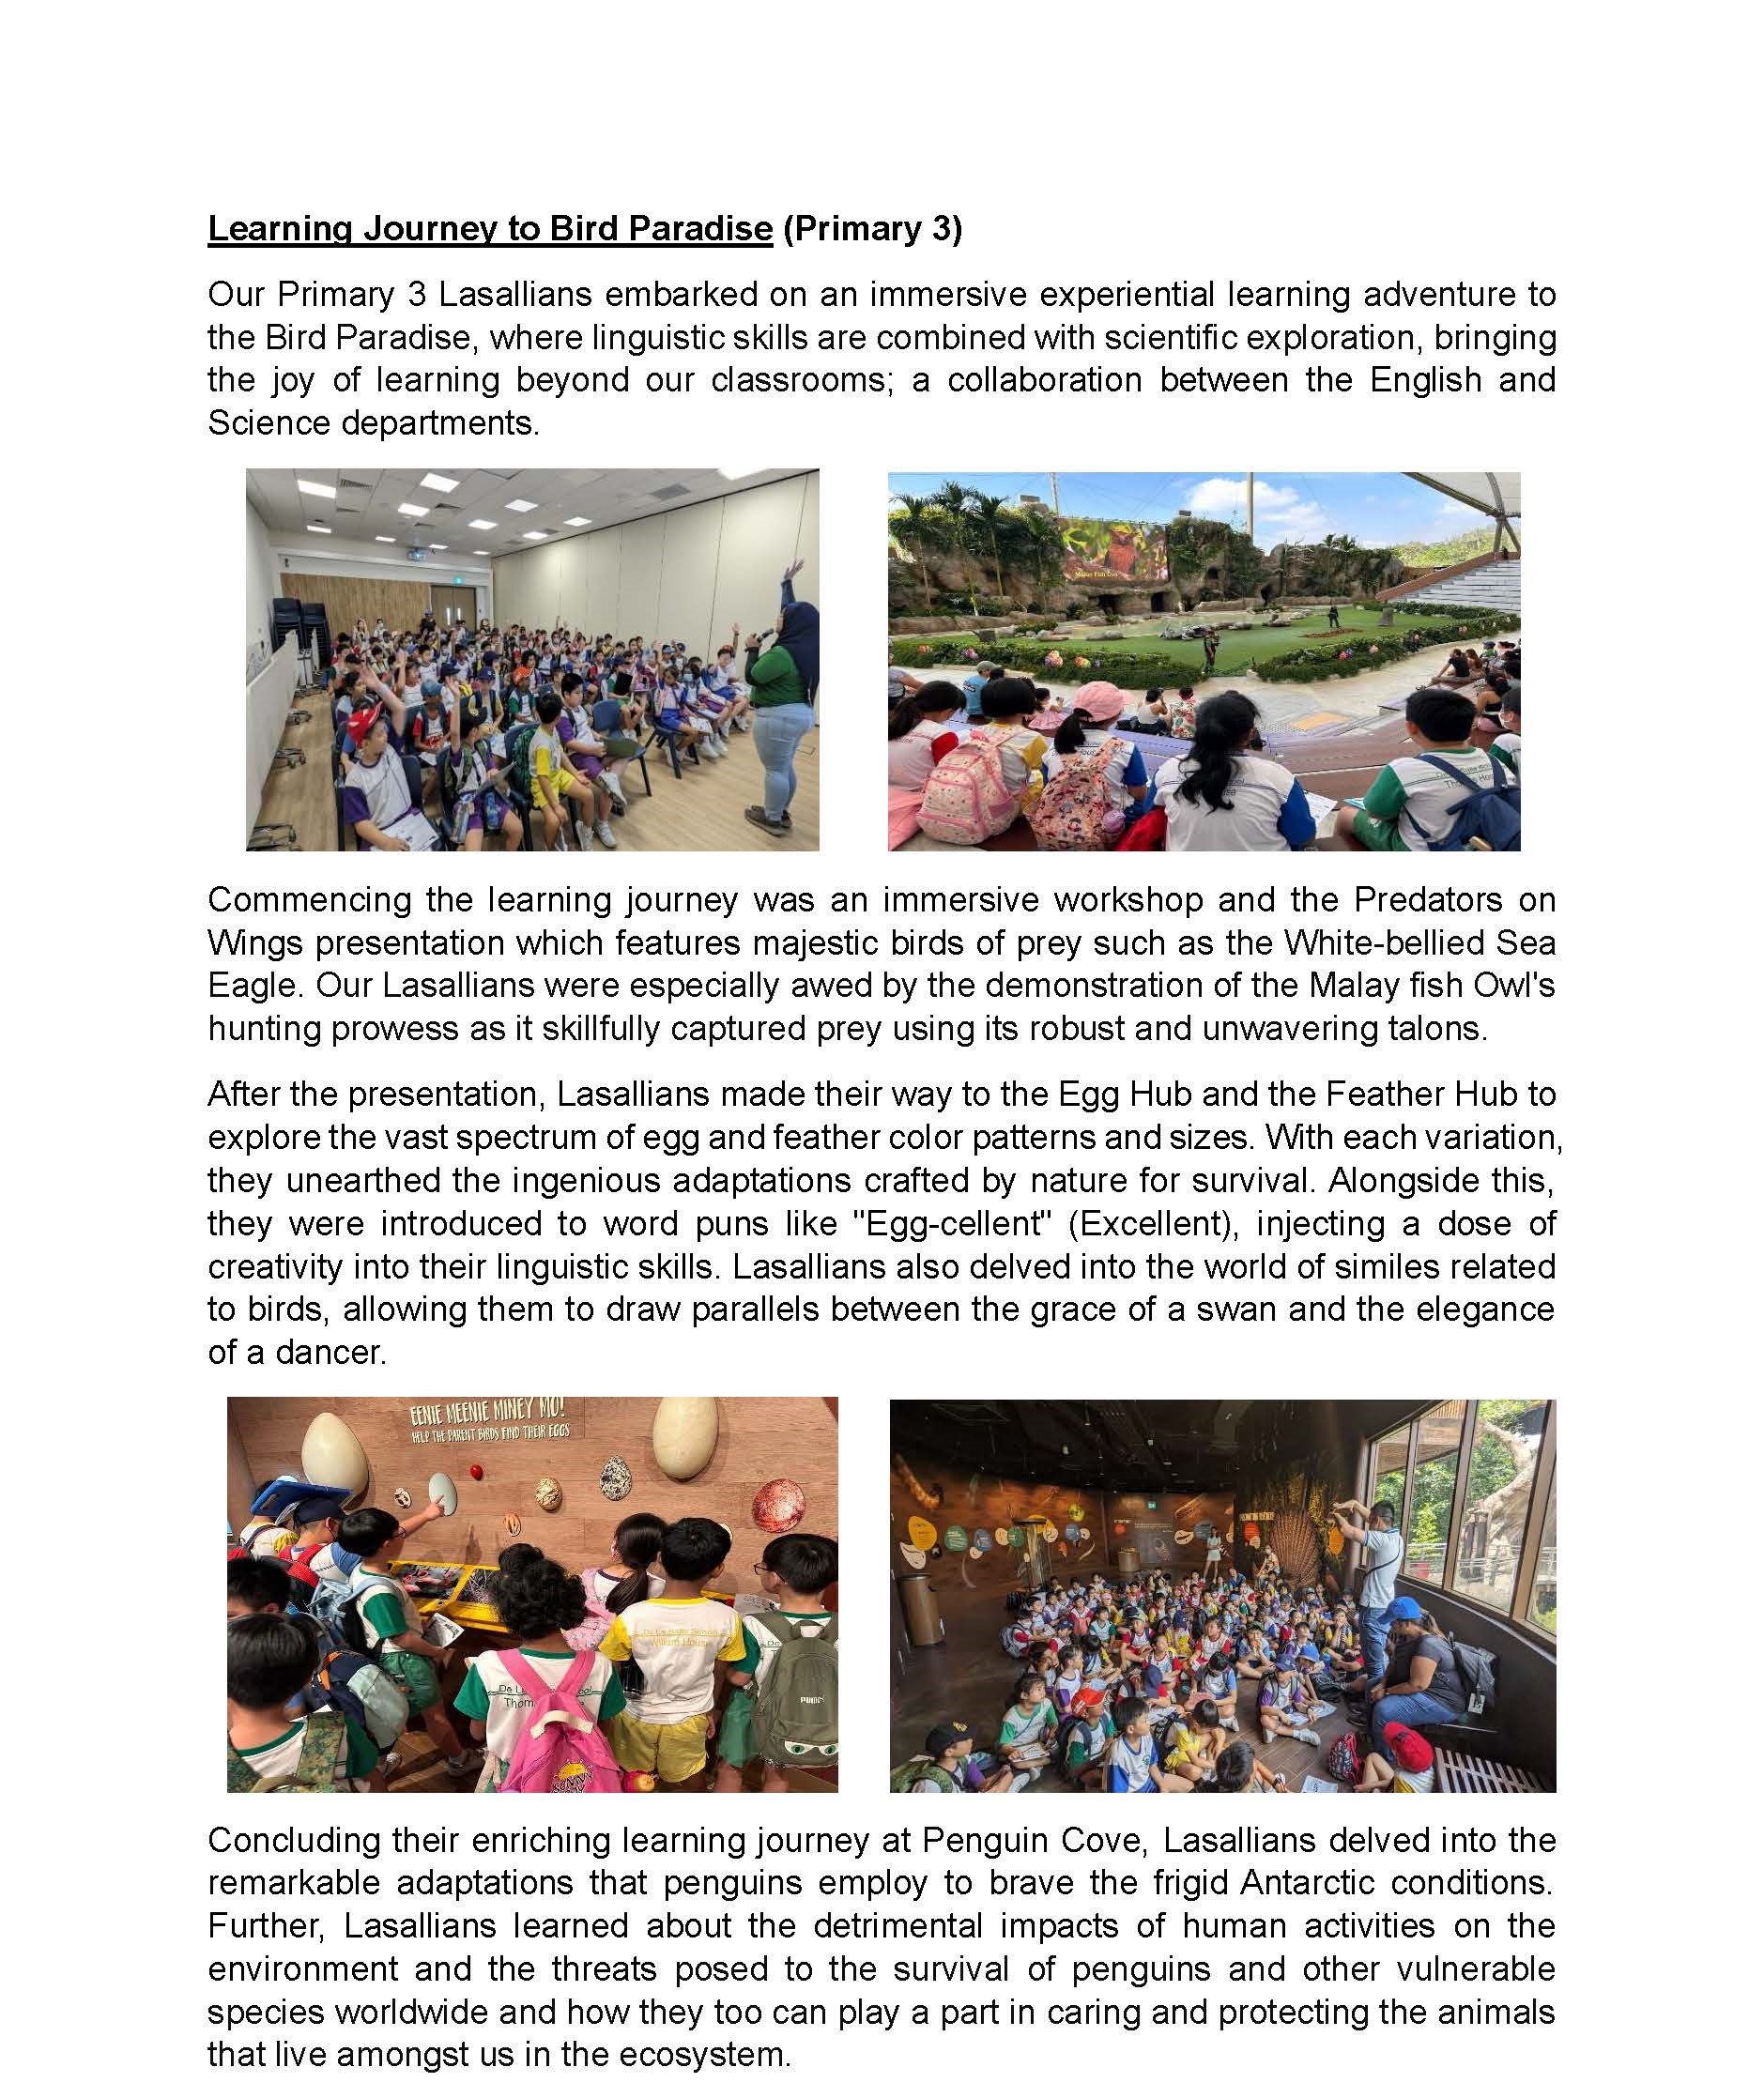 Learning Journey to Bird Paradise (Primary 3)
Our Primary 3 Lasallians embarked on an immersive experiential learning adventure to
the Bird Paradise, where linguistic skills are combined with scientific exploration, bringing
the joy of learning beyond our classrooms; a collaboration between the English and
Science departments.
Malay Fish Owl
Commencing the learning journey was an immersive workshop and the Predators on
Wings presentation which features majestic birds of prey such as the White-bellied Sea
Eagle. Our Lasallians were especially awed by the demonstration of the Malay fish Owl's
hunting prowess as it skillfully captured prey using its robust and unwavering talons.
After the presentation, Lasallians made their way to the Egg Hub and the Feather Hub to
explore the vast spectrum of egg and feather color patterns and sizes. With each variation,
they unearthed the ingenious adaptations crafted by nature for survival. Alongside this,
they were introduced to word puns like "Egg-cellent" (Excellent), injecting a dose of
creativity into their linguistic skills. Lasallians also delved into the world of similes related
to birds, allowing them to draw parallels between the grace of a swan and the elegance
of a dancer.
EENIE MEENIE MINEY MO!
HELP THE PARENT BIRDS FIND THEIR EGGS
De La Salle School
William House
Thom
PUMA
SUNNY
Concluding their enriching learning journey at Penguin Cove, Lasallians delved into the
remarkable adaptations that penguins employ to brave the frigid Antarctic conditions.
Further, Lasallians learned about the detrimental impacts of human activities on the
environment and the threats posed to the survival of penguins and other vulnerable
species worldwide and how they too can play a part in caring and protecting the animals
that live amongst us in the ecosystem.